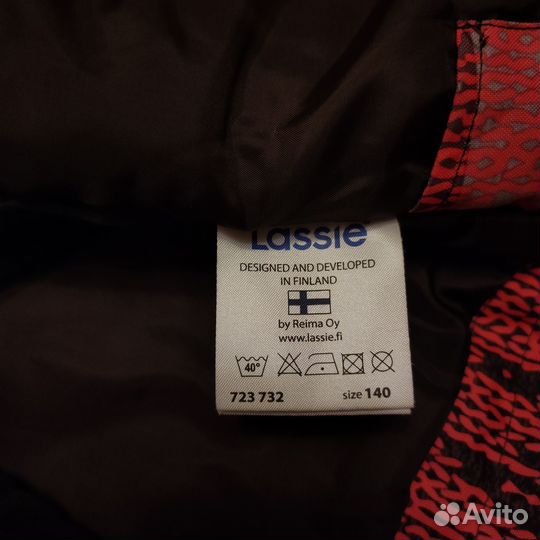 Lassie
DESIGNED AND DEVELOPED
IN FINLAND
by Reima Oy
www.lassie.fi
40°
723 732 size 140
Avito